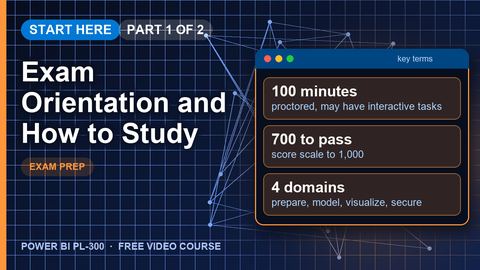 START HERE
PART 1 OF 2
Exam
Orientation and
How to Study
EXAM PREP
POWER BI PL-300 · FREE VIDEO COURSE
key terms
100 minutes
proctored, may have interactive tasks
700 to pass
score scale to 1,000
4 domains
prepare, model, visualize, secure